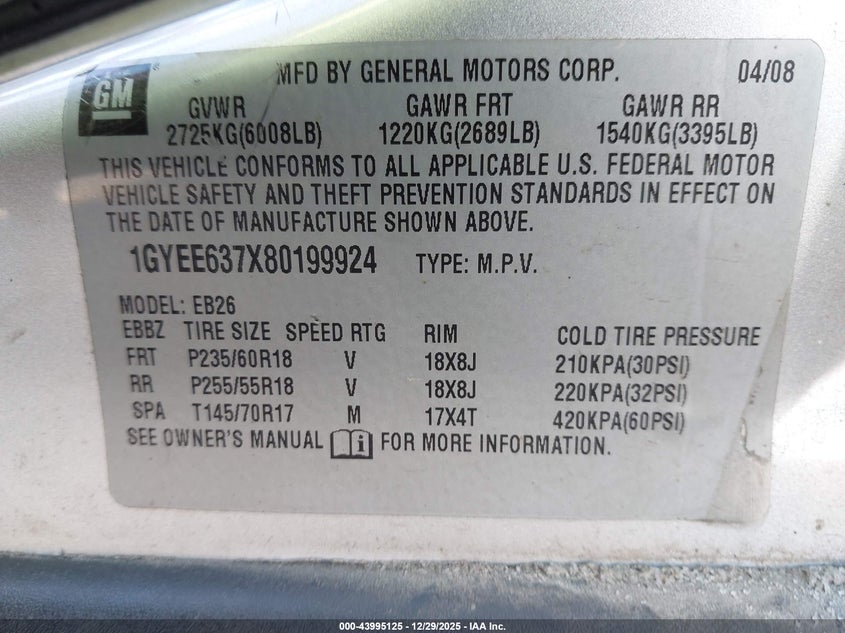 GM
MFD BY GENERAL MOTORS CORP. 04/08
GVWR GAWR FRT GAWR RR
2725KG(6008LB) 1220KG(2689LB) 1540KG(3395LB)
THIS VEHICLE CONFORMS TO ALL APPLICABLE U.S. FEDERAL MOTOR
VEHICLE SAFETY AND THEFT PREVENTION STANDARDS IN EFFECT ON
THE DATE OF MANUFACTURE SHOWN ABOVE.
1GYEE637X80199924 TYPE: M.P.V.
MODEL: EB26
EBBZ TIRE SIZE SPEED RTG RIM COLD TIRE PRESSURE
FRT P235/60R18 V 18X8J 210KPA(30PSI)
RR P255/55R18 V 18X8J 220KPA(32PSI)
SPA T145/70R17 M 17X4T 420KPA(60PSI)
SEE OWNER'S MANUAL i FOR MORE INFORMATION.
000-43995125 - 12/29/2025 - IAA, Inc.